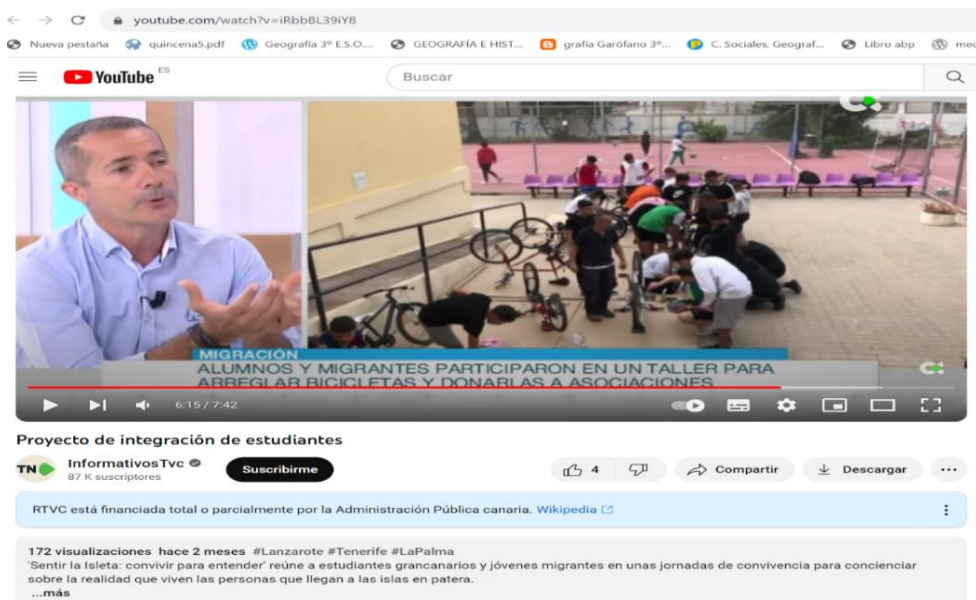 youtube.com/watch?v=iRbbBL39iY8
Nueva pestaña quincena5.pdf Geografía 3º E.S.O.... GEOGRAFÍA E HIST... grafía Garófano 3º... C. Sociales, Geograf... Libro abp med
YouTube ES
Buscar
MIGRACIÓN
ALUMNOS Y MIGRANTES PARTICIPARON EN UN TALLER PARA
ARREGLAR BICICLETAS Y DONARLAS A ASOCIACIONES
6:15 / 7:42
Proyecto de integración de estudiantes
TN InformativosTvc
87 K suscriptores
Suscribirme
4
Compartir
Descargar
RTVC está financiada total o parcialmente por la Administración Pública canaria. Wikipedia
172 visualizaciones hace 2 meses #Lanzarote #Tenerife #LaPalma
'Sentir la Isleta: convivir para entender' reúne a estudiantes grancanarios y jóvenes migrantes en unas jornadas de convivencia para concienciar
sobre la realidad que viven las personas que llegan a las islas en patera.
...más